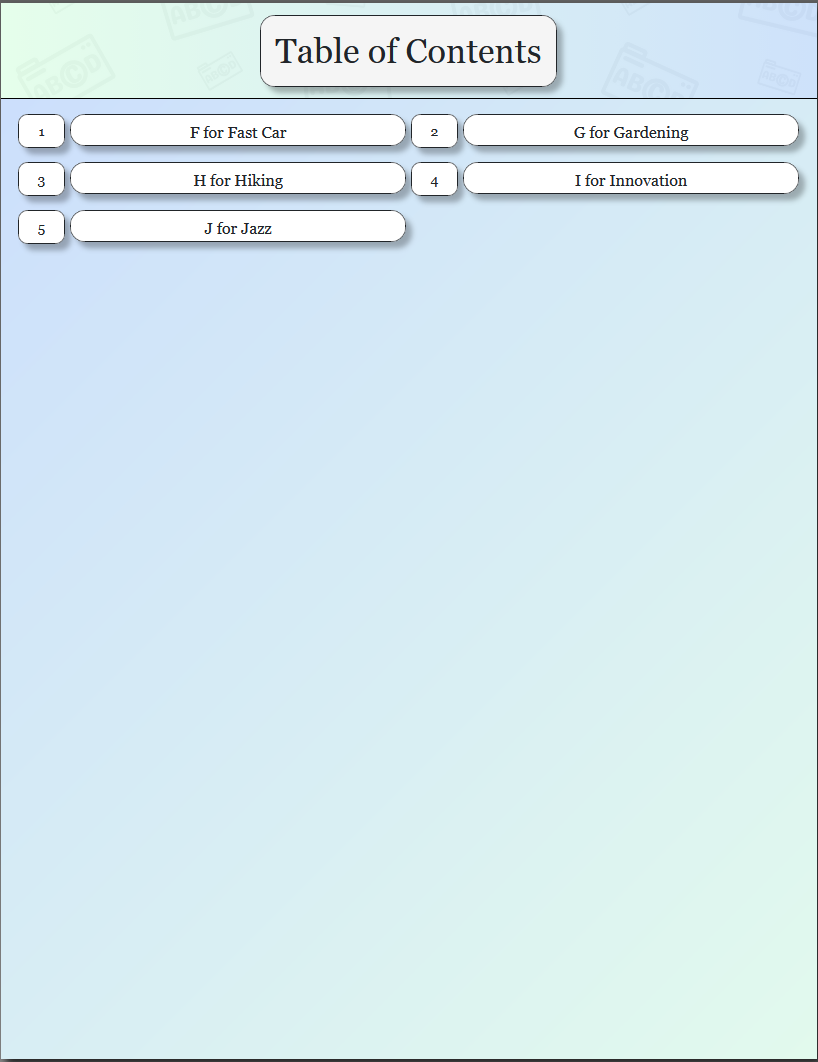 Table of Contents
1 F for Fast Car 2 G for Gardening
3 H for Hiking 4 I for Innovation
5 J for Jazz